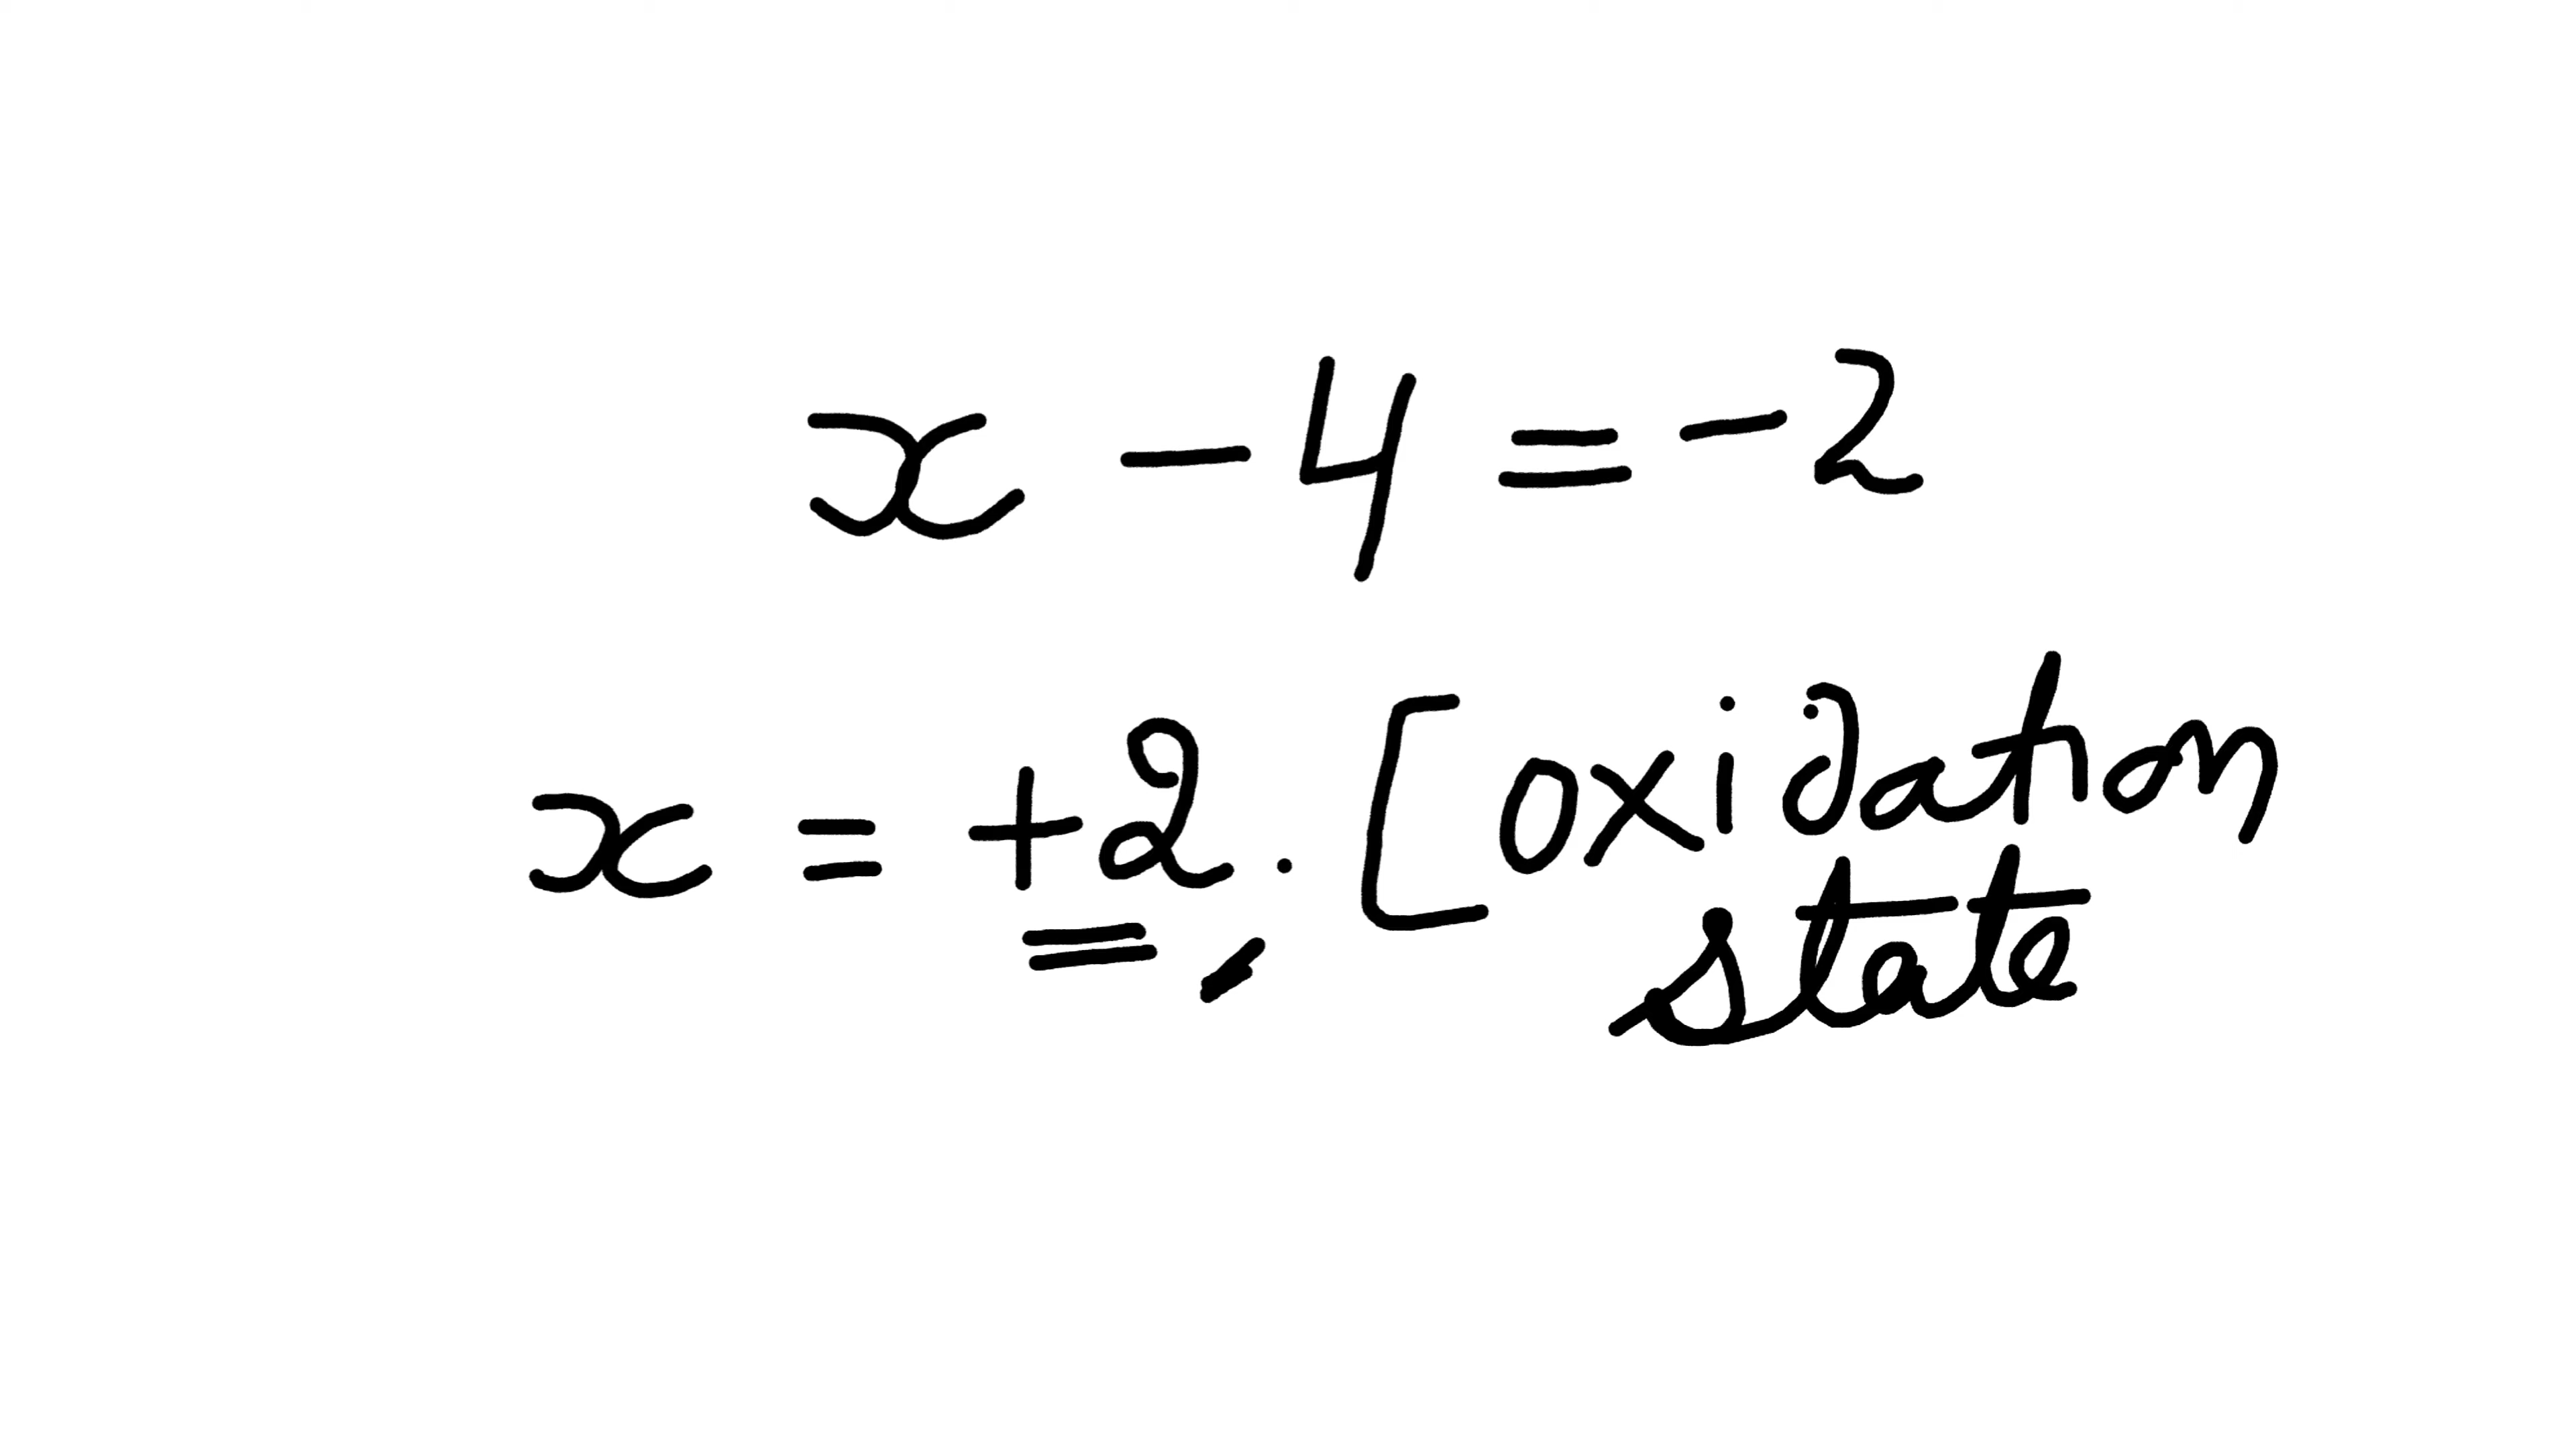 x - 4 = -2
x = +2. [oxidation
state